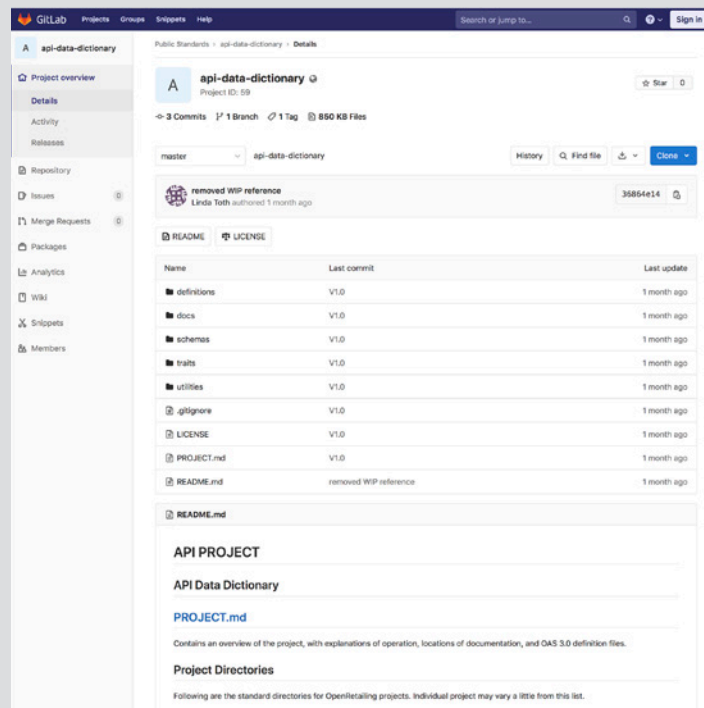 GitLab Projects Groups Snippets Help Search or jump to... Sign in
A api-data-dictionary
Project overview
Details
Activity
Releases
Repository
Issues 0
Merge Requests 0
Packages
Analytics
Wiki
Snippets
Members
Public Standards > api-data-dictionary > Details
A
api-data-dictionary
Project ID: 59
Star 0
3 Commits 1 Branch 1 Tag 850 KB Files
master api-data-dictionary History Find file Clone
removed WIP reference
Linda Toth authored 1 month ago
36864e14
README LICENSE
Name Last commit Last update
definitions V1.0 1 month ago
docs V1.0 1 month ago
schemas V1.0 1 month ago
traits V1.0 1 month ago
utilities V1.0 1 month ago
.gitignore V1.0 1 month ago
LICENSE V1.0 1 month ago
PROJECT.md V1.0 1 month ago
README.md removed WIP reference 1 month ago
README.md
API PROJECT
API Data Dictionary
PROJECT.md
Contains an overview of the project, with explanations of operation, locations of documentation, and OAS 3.0 definition files.
Project Directories
Following are the standard directories for OpenRetailing projects. Individual project may vary a little from this list.